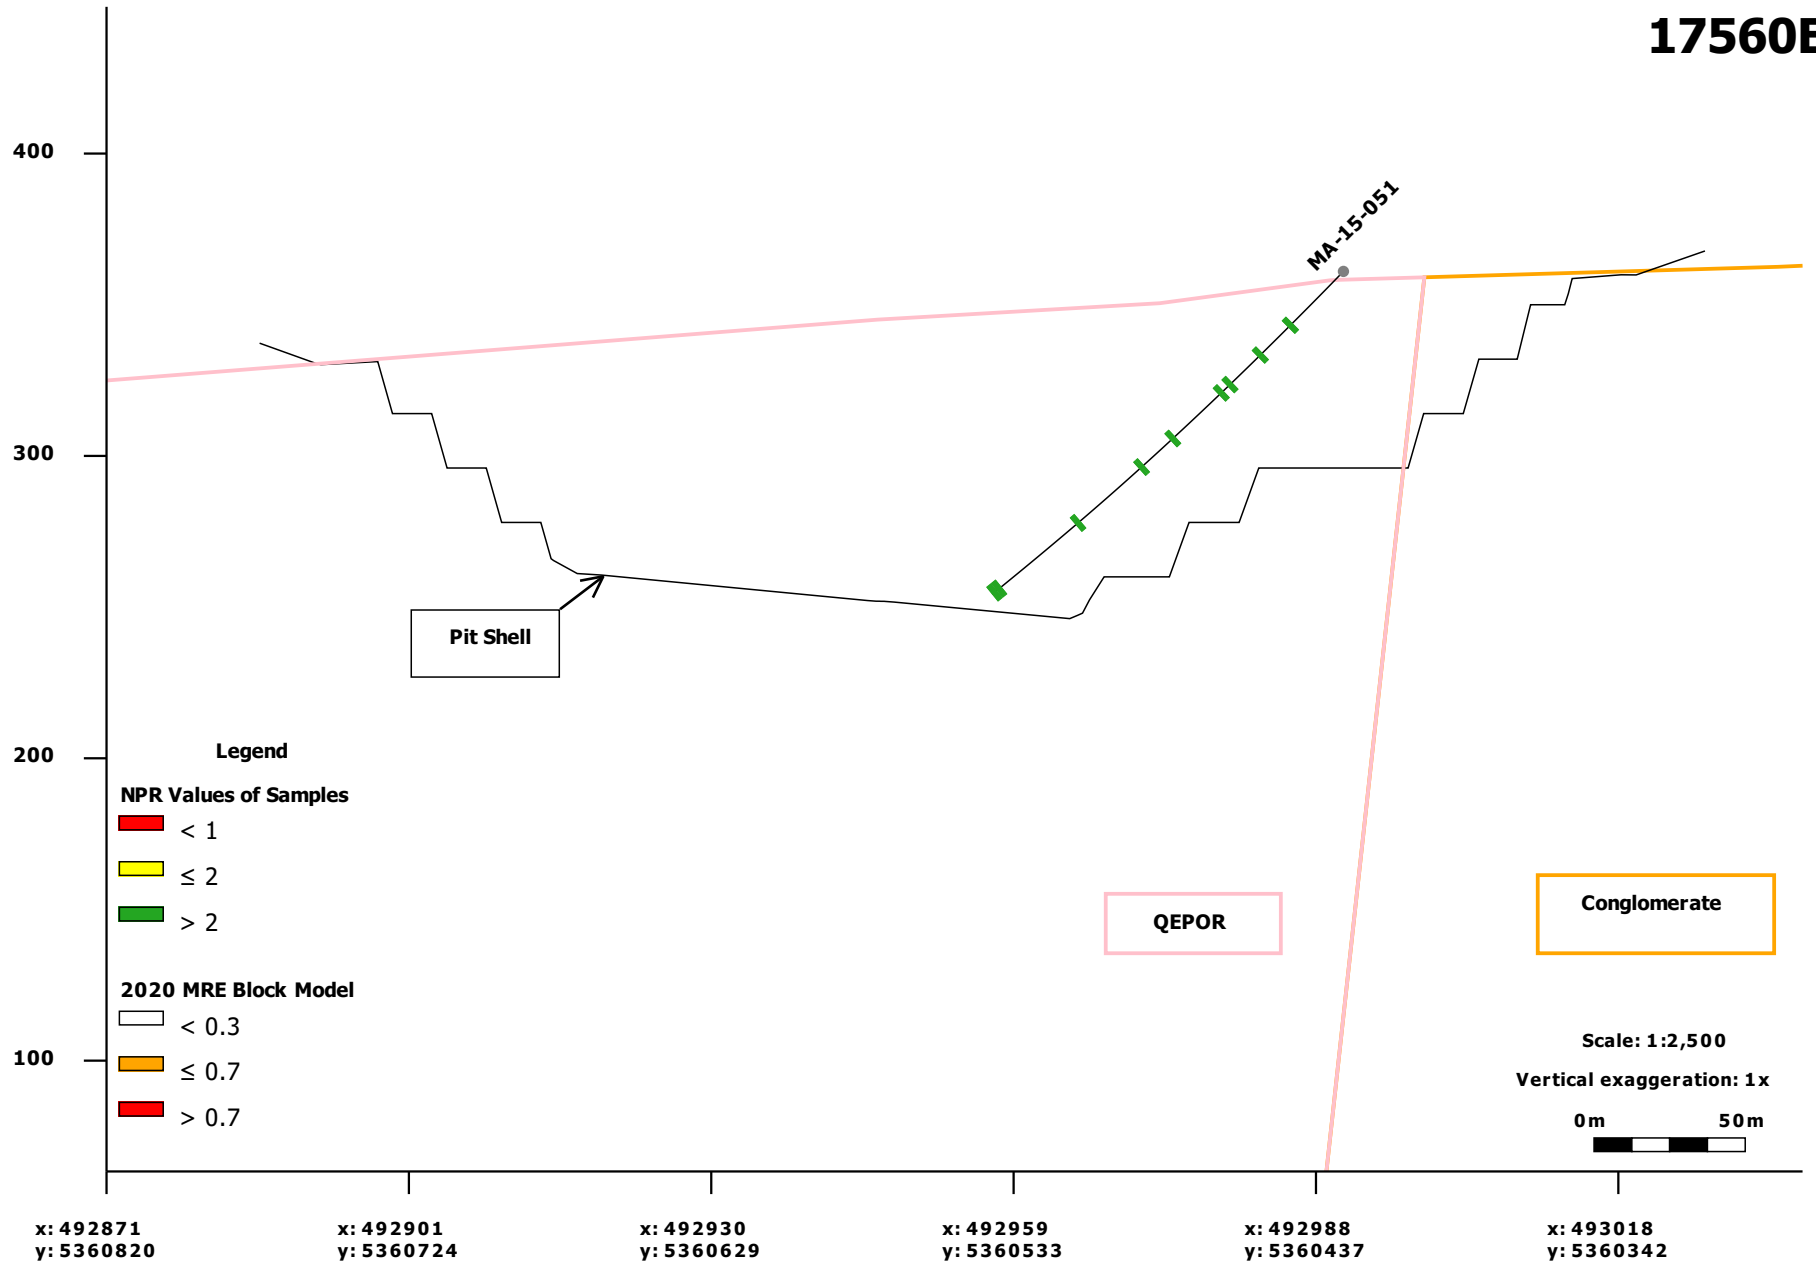 17560E
400
MA-15-051
300
Pit Shell
200
Legend
NPR Values of Samples
< 1
≤ 2
> 2
QEPOR
Conglomerate
2020 MRE Block Model
< 0.3
≤ 0.7
> 0.7
100
Scale: 1:2,500
Vertical exaggeration: 1x
0m 50m
x: 492871 x: 492901 x: 492930 x: 492959 x: 492988 x: 493018
y: 5360820 y: 5360724 y: 5360629 y: 5360533 y: 5360437 y: 5360342